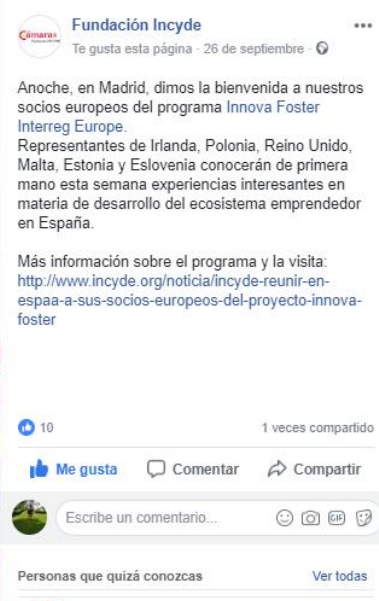 Cámaras
Fundación Incyde
Te gusta esta página · 26 de septiembre ·
Anoche, en Madrid, dimos la bienvenida a nuestros
socios europeos del programa Innova Foster
Interreg Europe.
Representantes de Irlanda, Polonia, Reino Unido,
Malta, Estonia y Eslovenia conocerán de primera
mano esta semana experiencias interesantes en
materia de desarrollo del ecosistema emprendedor
en España.
Más información sobre el programa y la visita:
http://www.incyde.org/noticia/incyde-reunir-en-
espaa-a-sus-socios-europeos-del-proyecto-innova-
foster
10
1 veces compartido
Me gusta Comentar Compartir
Escribe un comentario... GIF
Personas que quizá conozcas Ver todas